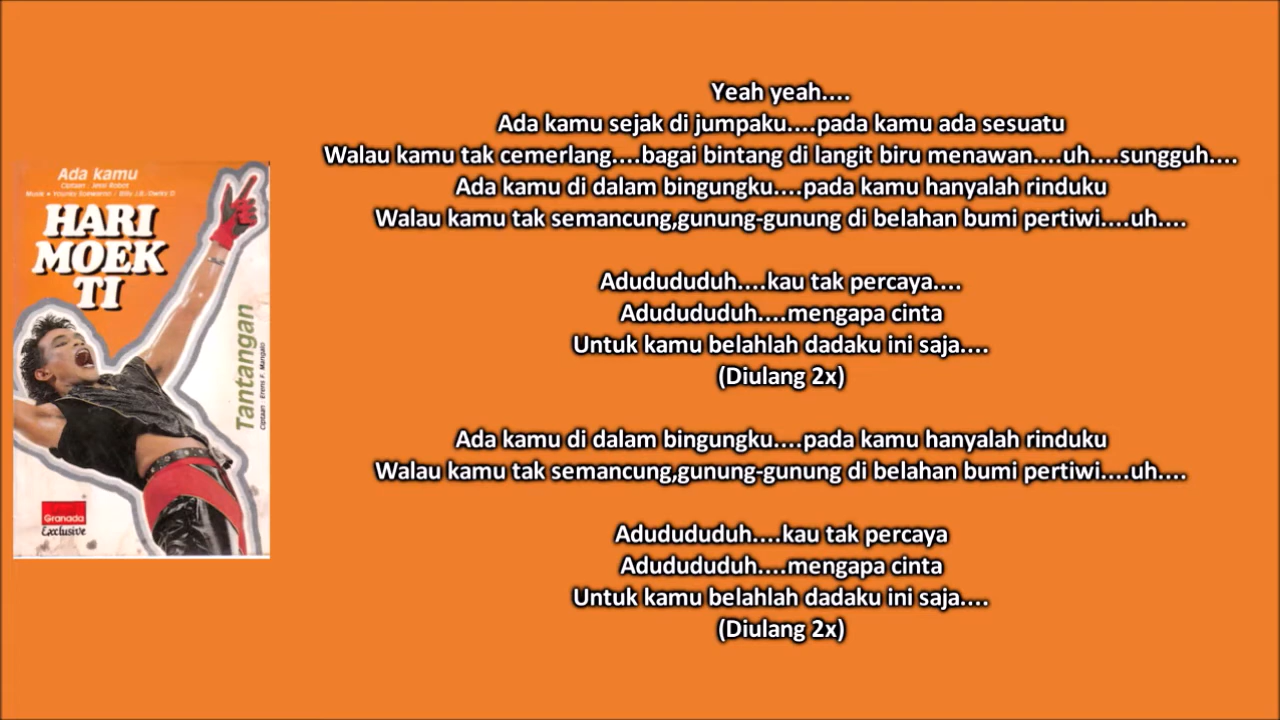 Ada kamu
HARI
MOEK
TI
Tantangan
Granada
Exclusive
Yeah yeah....
Ada kamu sejak di jumpaku....pada kamu ada sesuatu
Walau kamu tak cemerlang....bagai bintang di langit biru menawan....uh....sungguh....
Ada kamu di dalam bingungku....pada kamu hanyalah rinduku
Walau kamu tak semancung,gunung-gunung di belahan bumi pertiwi....uh....
Adudududuh....kau tak percaya....
Adudududuh....mengapa cinta
Untuk kamu belahlah dadaku ini saja....
(Diulang 2x)
Ada kamu di dalam bingungku....pada kamu hanyalah rinduku
Walau kamu tak semancung,gunung-gunung di belahan bumi pertiwi....uh....
Adudududuh....kau tak percaya
Adudududuh....mengapa cinta
Untuk kamu belahlah dadaku ini saja....
(Diulang 2x)